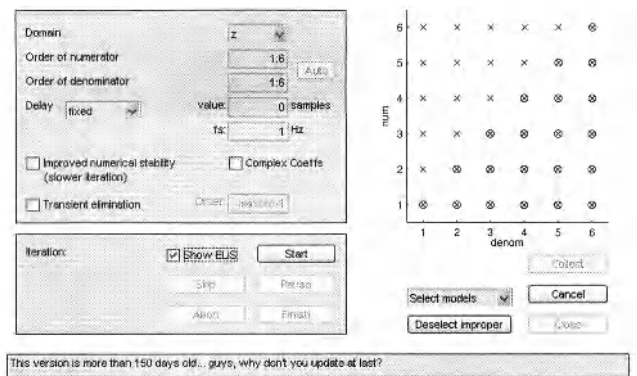 Domain z
Order of numerator 1:6
Order of denominator 1:6
Auto
Delay fixed value: 0 samples
fs: 1 Hz
Improved numerical stability
(slower iteration)
Complex Coeffs
Transient elimination Order:
Iteration:
Show ELiS Start
Skip Pause
Abort Finish
num
6
5
4
3
2
1
1 2 3 4 5 6
denom
Collect
Select models Cancel
Deselect improper Close
This version is more than 150 days old... guys, why don't you update at last?